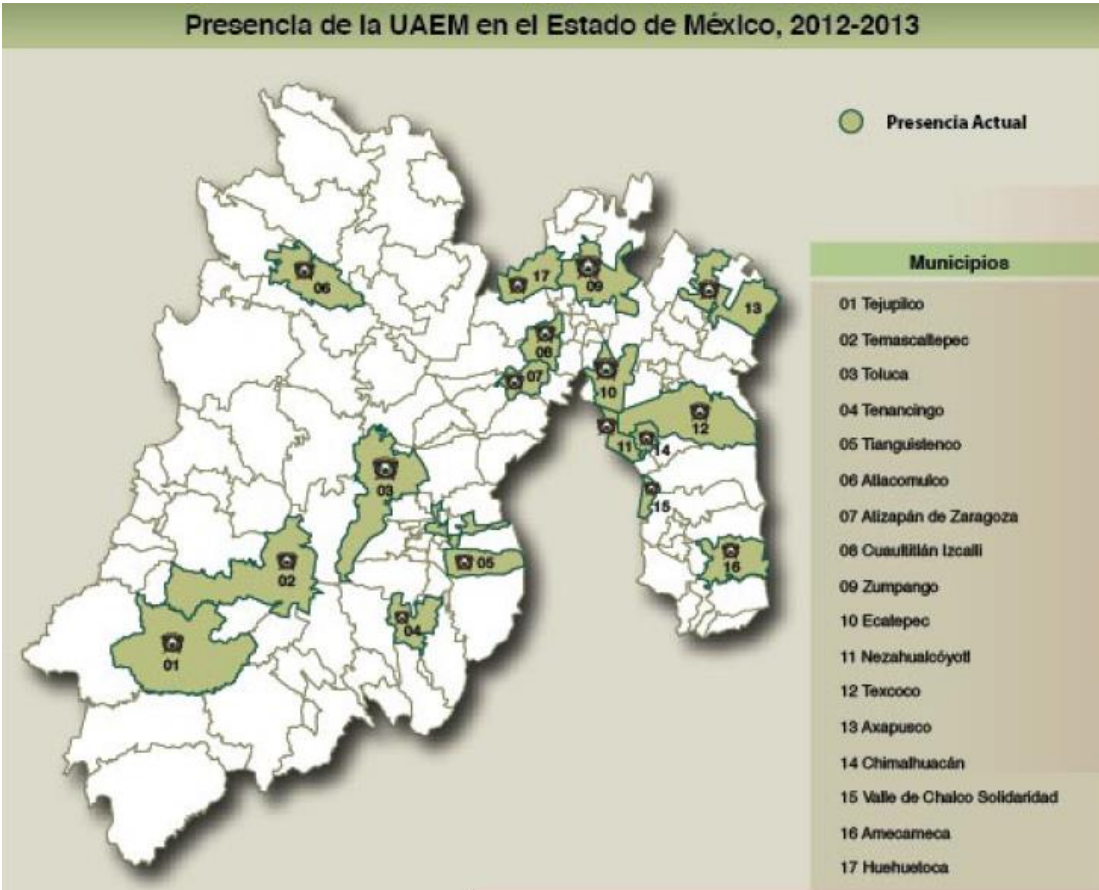 Presencia de la UAEM en el Estado de México, 2012-2013
Presencia Actual
Municipios
01 Tejupilco
02 Temascaltepec
03 Toluca
04 Tenancingo
05 Tianguistenco
06 Atlacomulco
07 Atizapán de Zaragoza
08 Cuautitlán Izcalli
09 Zumpango
10 Ecatepec
11 Nezahualcóyotl
12 Texcoco
13 Axapusco
14 Chimalhuacán
15 Valle de Chalco Solidaridad
16 Amecameca
17 Huehuetoca
06
17
09
13
08
07
10
12
11
14
03
15
02
05
16
04
01